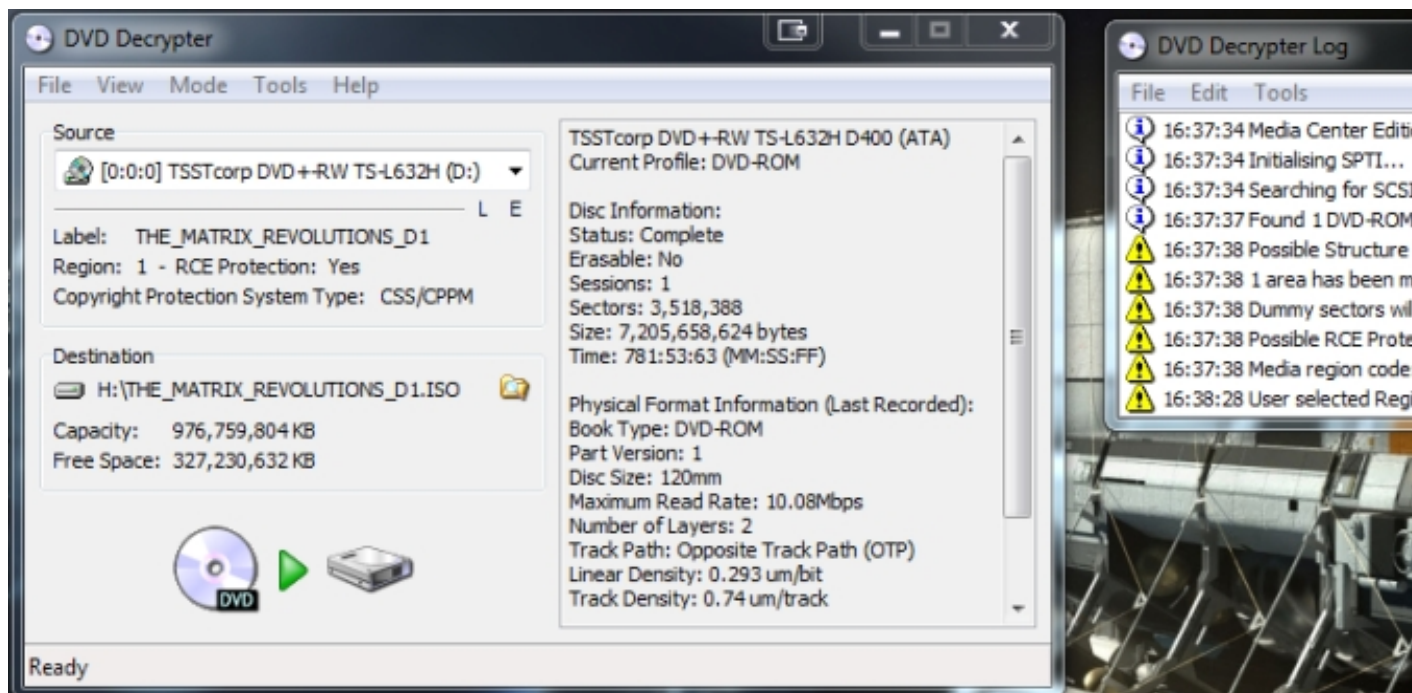 DVD Decrypter
File View Mode Tools Help
Source
[0:0:0] TSSTcorp DVD+-RW TS-L632H (D:)
L E
Label: THE_MATRIX_REVOLUTIONS_D1
Region: 1 - RCE Protection: Yes
Copyright Protection System Type: CSS/CPPM
Destination
H:\THE_MATRIX_REVOLUTIONS_D1.ISO
Capacity: 976,759,804 KB
Free Space: 327,230,632 KB
DVD
Ready
TSSTcorp DVD+-RW TS-L632H D400 (ATA)
Current Profile: DVD-ROM
Disc Information:
Status: Complete
Erasable: No
Sessions: 1
Sectors: 3,518,388
Size: 7,205,658,624 bytes
Time: 781:53:63 (MM:SS:FF)
Physical Format Information (Last Recorded):
Book Type: DVD-ROM
Part Version: 1
Disc Size: 120mm
Maximum Read Rate: 10.08Mbps
Number of Layers: 2
Track Path: Opposite Track Path (OTP)
Linear Density: 0.293 um/bit
Track Density: 0.74 um/track
DVD Decrypter Log
File Edit Tools
16:37:34 Media Center Editi
16:37:34 Initialising SPTI...
16:37:34 Searching for SCSI
16:37:37 Found 1 DVD-ROM
16:37:38 Possible Structure
16:37:38 1 area has been m
16:37:38 Dummy sectors wil
16:37:38 Possible RCE Prote
16:37:38 Media region code
16:38:28 User selected Regi